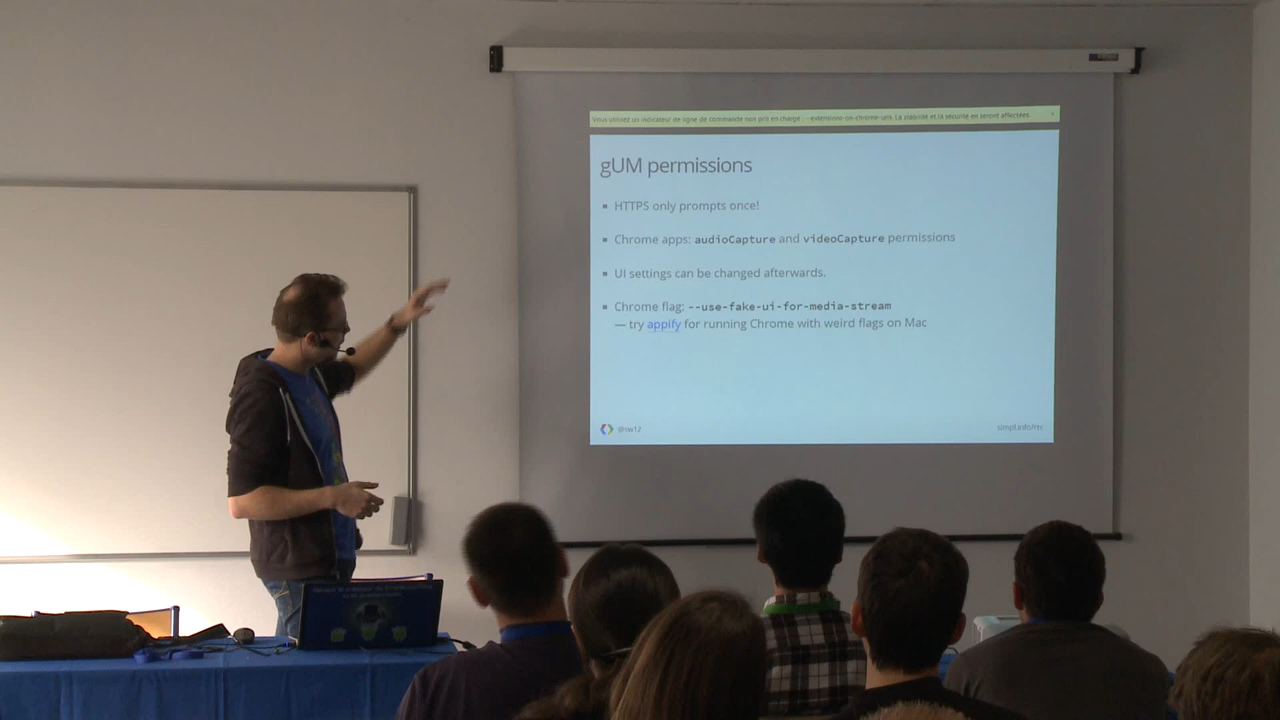 Vous utilisez un indicateur de ligne de commande non pris en charge : --extensions-on-chrome-urls. La stabilité et la sécurité en seront affectées.
gUM permissions
HTTPS only prompts once!
Chrome apps: audioCapture and videoCapture permissions
UI settings can be changed afterwards.
Chrome flag: --use-fake-ui-for-media-stream
— try appify for running Chrome with weird flags on Mac
@sw12
simpl.info/rtc